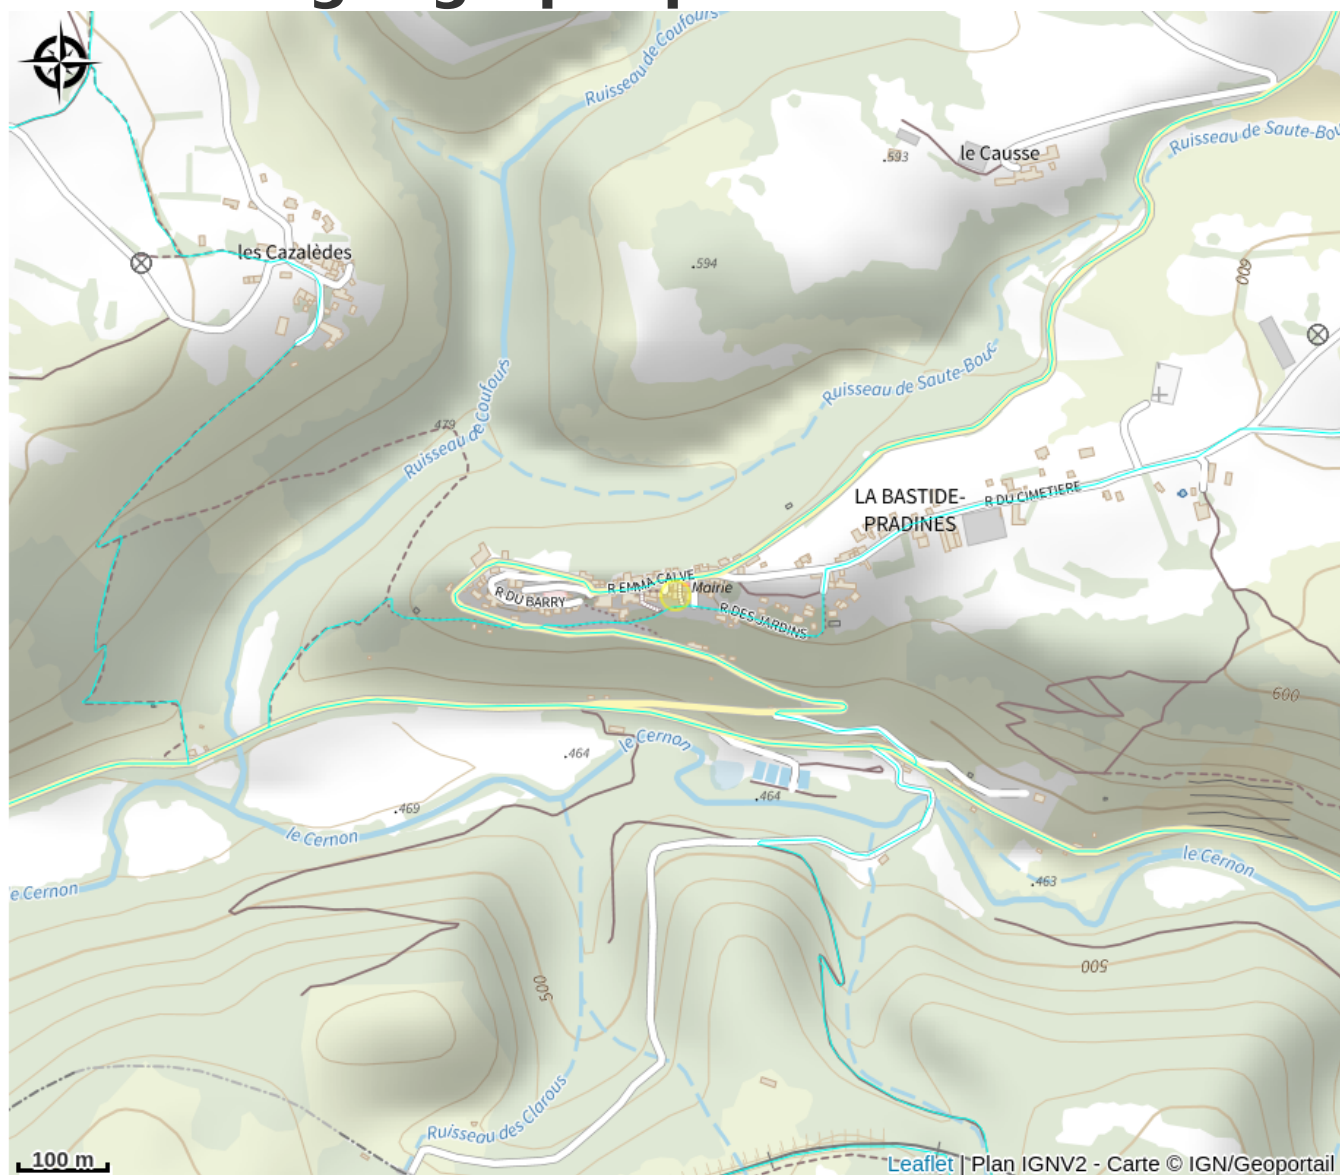 Ruisseau de Coufours
Ruisseau de Saute-Bouc
le Causse
.593
les Cazalèdes
.594
600
Ruisseau de Coufours
Ruisseau de Saute-Bouc
479
LA BASTIDE-
PRADINES
R DU CIMETIERE
R EMMA CALVE
Mairie
R DU BARRY
R DES JARDINS
600
le Cernon
.464
.464
.469
le Cernon
le Cernon
.463
e Cernon
500
500
Ruisseau des Clarous
100 m
Leaflet | Plan IGNV2 - Carte © IGN/Geoportail